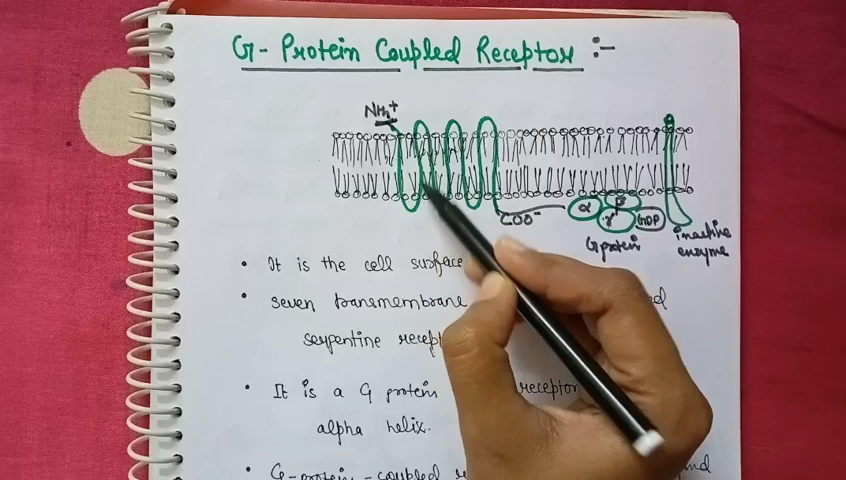 G-Protein Coupled Receptor :-
NH3+
COO-
α β γ GDP
G protein
inactive
enzyme
• It is the cell surface
• seven transmembrane
serpentine
• It is a G protein receptor
alpha helix.
• G-protein-coupled